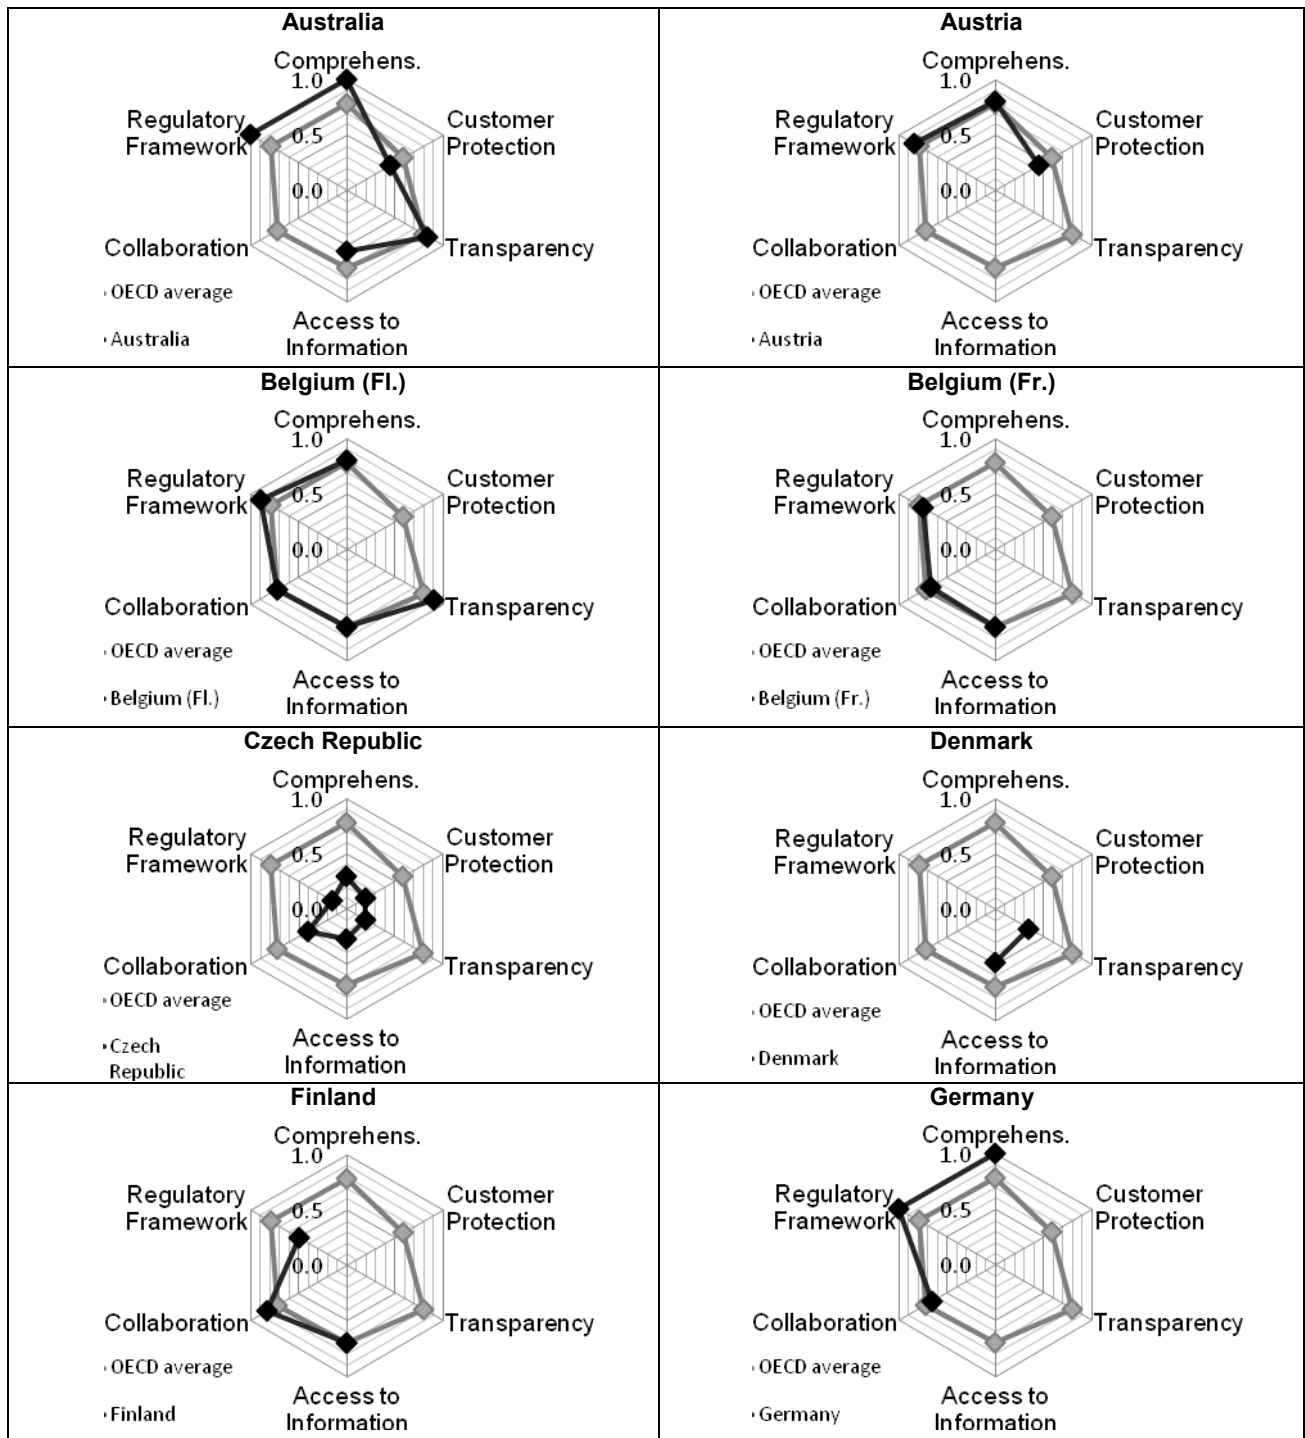 Australia
Comprehens.
1.0
Regulatory
Framework
0.5
Customer
Protection
0.0
Collaboration
Transparency
OECD average
Access to
Information
Australia
Austria
Comprehens.
1.0
Regulatory
Framework
0.5
Customer
Protection
0.0
Collaboration
Transparency
OECD average
Access to
Information
Austria
Belgium (Fl.)
Comprehens.
1.0
Regulatory
Framework
0.5
Customer
Protection
0.0
Collaboration
Transparency
OECD average
Access to
Information
Belgium (Fl.)
Belgium (Fr.)
Comprehens.
1.0
Regulatory
Framework
0.5
Customer
Protection
0.0
Collaboration
Transparency
OECD average
Access to
Information
Belgium (Fr.)
Czech Republic
Comprehens.
1.0
Regulatory
Framework
0.5
Customer
Protection
0.0
Collaboration
Transparency
OECD average
Access to
Information
Czech
Republic
Denmark
Comprehens.
1.0
Regulatory
Framework
0.5
Customer
Protection
0.0
Collaboration
Transparency
OECD average
Access to
Information
Denmark
Finland
Comprehens.
1.0
Regulatory
Framework
0.5
Customer
Protection
0.0
Collaboration
Transparency
OECD average
Access to
Information
Finland
Germany
Comprehens.
1.0
Regulatory
Framework
0.5
Customer
Protection
0.0
Collaboration
Transparency
OECD average
Access to
Information
Germany